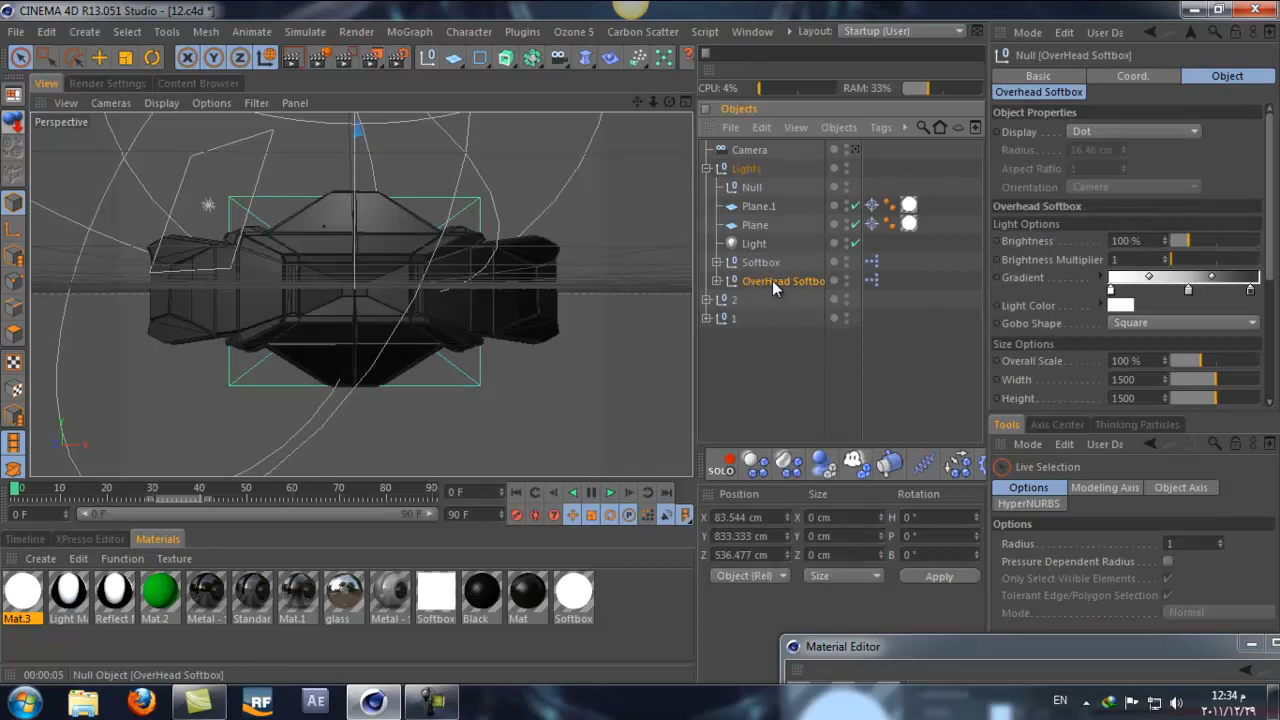 CINEMA 4D R13.051 Studio - [12.c4d *]
File Edit Create Select Tools Mesh Animate Simulate Render MoGraph Character Plugins Ozone 5 Carbon Scatter Script Window Layout: Startup (User)
Mode Edit User Da
X Y Z
Null [OverHead Softbox]
Basic Coord. Object
View Render Settings Content Browser
CPU: 4% RAM: 33%
Overhead Softbox
View Cameras Display Options Filter Panel
Objects
Object Properties
Perspective
File Edit View Objects Tags
Display Dot
Camera
Radius 16.46 cm
Lights
Aspect Ratio 1
Null
Orientation Camera
Plane.1
Overhead Softbox
Plane
Light Options
Light
Brightness 100 %
Softbox
Brightness Multiplier 1
OverHead Softbo
Gradient
2
Light Color
1
Gobo Shape Square
Size Options
Overall Scale 100 %
Width 1500
Height 1500
Tools Axis Center Thinking Particles
Mode Edit User Da
Y X
SOLO
Live Selection
0 10 20 30 40 50 60 70 80 90 0 F
Options Modeling Axis Object Axis
Position Size Rotation
HyperNURBS
0 F 0 F 90 F 90 F
X 83.544 cm X 0 cm H 0 °
Options
Y 833.333 cm Y 0 cm P 0 °
Radius 1
Timeline XPresso Editor Materials
Z 536.477 cm Z 0 cm B 0 °
Pressure Dependent Radius
Create Edit Function Texture
Object (Rel) Size Apply
Only Select Visible Elements
Tolerant Edge/Polygon Selection
Mode Normal
Mat.3 Light M Reflect M Mat.2 Metal - Standar Mat.1 glass Metal - Softbox Black Mat Softbox
Material Editor
00:00:05 Null Object [OverHead Softbox]
RF Ae
EN
12:34 م
٢٠١١/١٢/٢٩